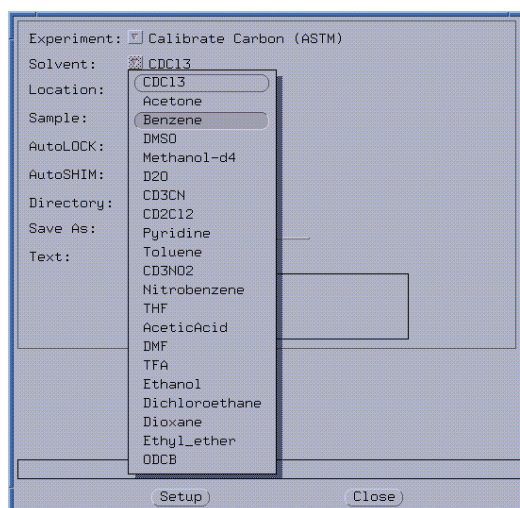 Experiment: Calibrate Carbon (ASTM)
Solvent: CDCl3
Location:
Sample:
AutoLOCK:
AutoSHIM:
Directory:
Save As:
Text:
CDCl3
Acetone
Benzene
DMSO
Methanol-d4
D2O
CD3CN
CD2Cl2
Pyridine
Toluene
CD3NO2
Nitrobenzene
THF
AceticAcid
DMF
TFA
Ethanol
Dichloroethane
Dioxane
Ethyl_ether
ODCB
Setup Close